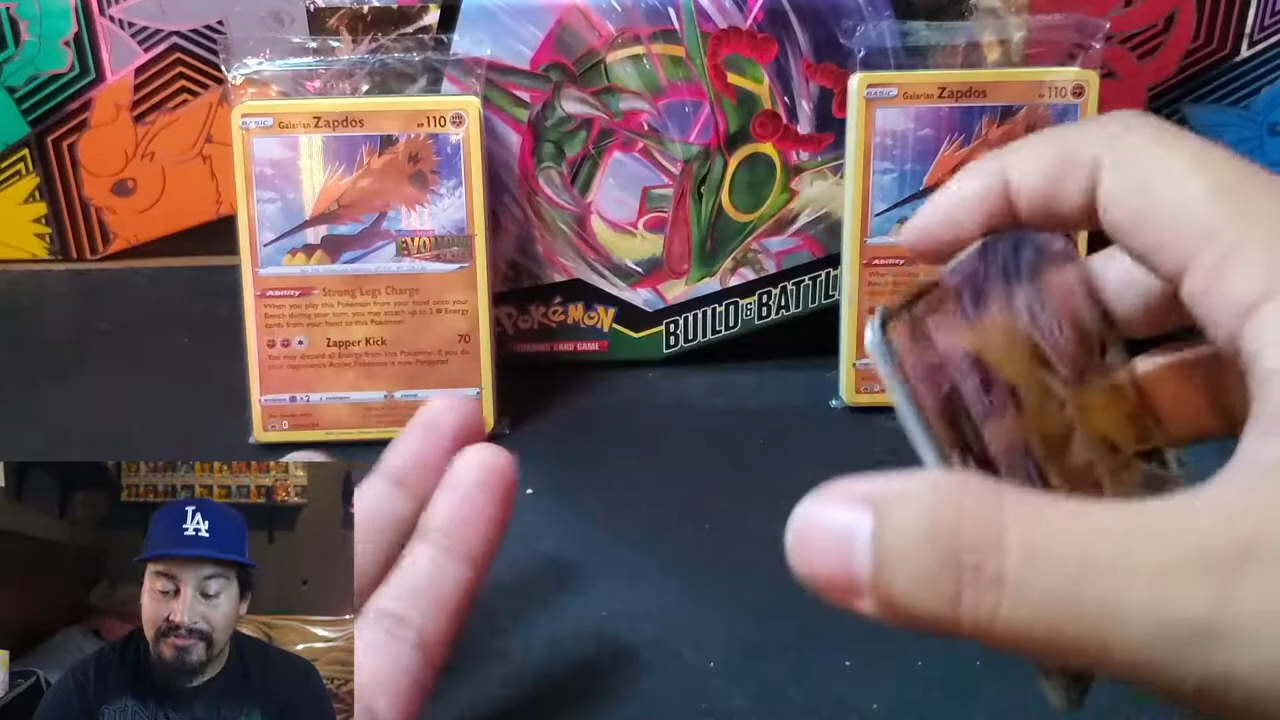 BASIC Galarian Zapdos HP 110
EVOLVING
Ability Strong Legs Charge
When you play this Pokémon from your hand onto your
Bench during your turn, you may attach up to 2 Energy
cards from your hand to this Pokémon.
Zapper Kick 70
You may discard all Energy from this Pokémon. If you do,
your opponent's Active Pokémon is now Paralyzed.
×2
POKÉMON
TRADING CARD GAME
BUILD & BATTL
BASIC Galarian Zapdos HP 110
Ability
When
LA